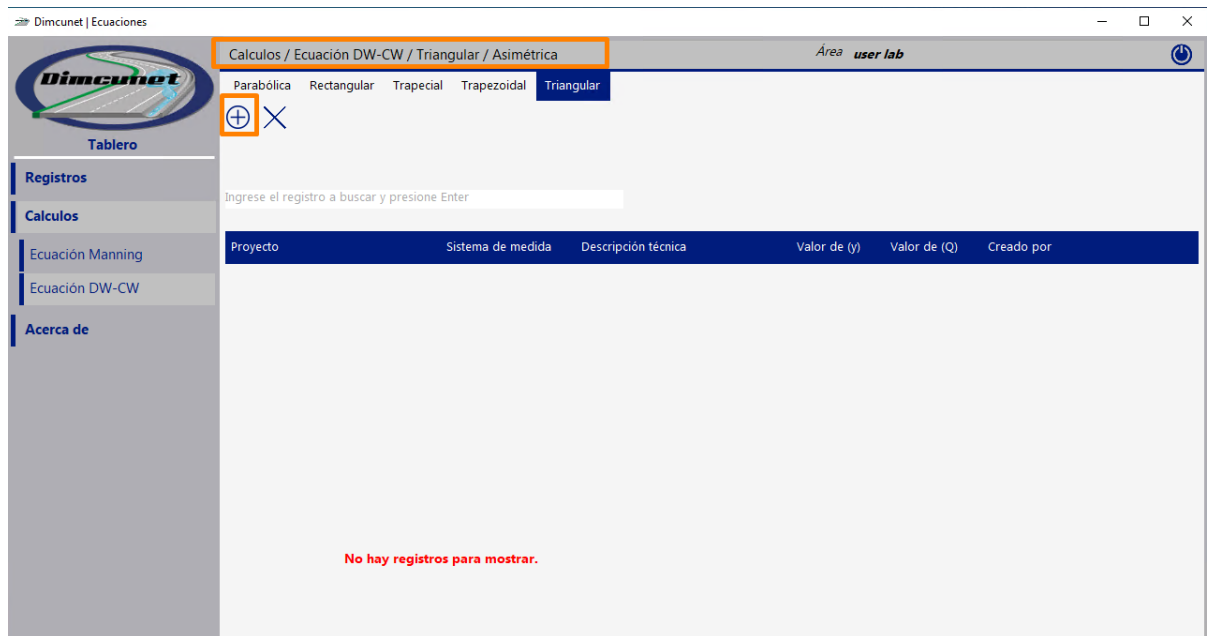 Dimcunet | Ecuaciones
Dimcunet
Tablero
Registros
Calculos
Ecuación Manning
Ecuación DW-CW
Acerca de
Calculos / Ecuación DW-CW / Triangular / Asimétrica
Área user lab
Parabólica Rectangular Trapecial Trapezoidal Triangular
Ingrese el registro a buscar y presione Enter
Proyecto Sistema de medida Descripción técnica Valor de (y) Valor de (Q) Creado por
No hay registros para mostrar.